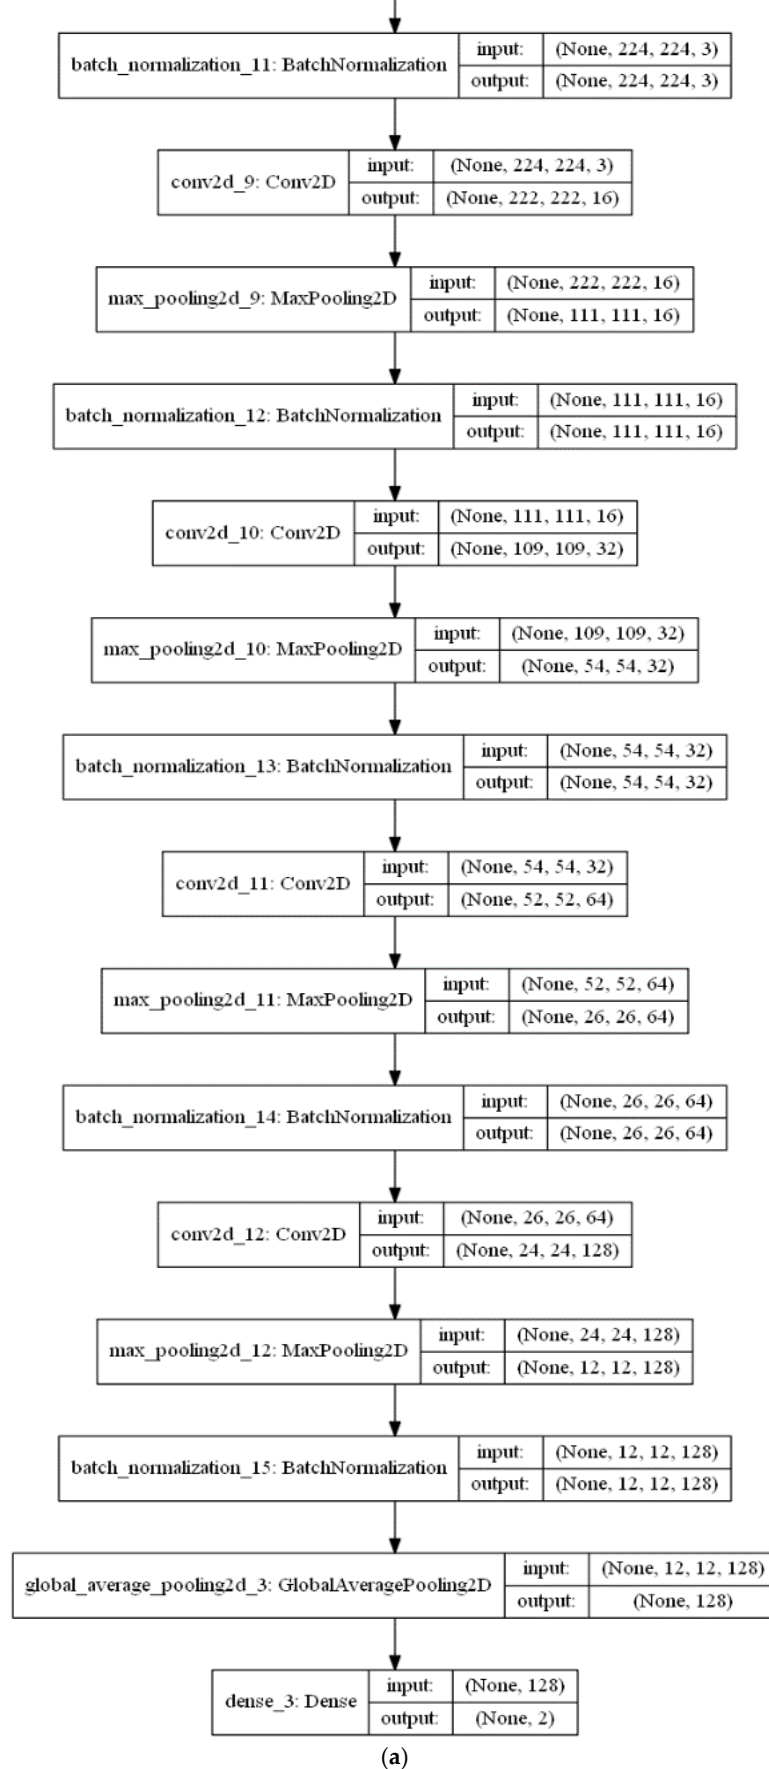 batch_normalization_11: BatchNormalization input: (None, 224, 224, 3)
output: (None, 224, 224, 3)
conv2d_9: Conv2D input: (None, 224, 224, 3)
output: (None, 222, 222, 16)
max_pooling2d_9: MaxPooling2D input: (None, 222, 222, 16)
output: (None, 111, 111, 16)
batch_normalization_12: BatchNormalization input: (None, 111, 111, 16)
output: (None, 111, 111, 16)
conv2d_10: Conv2D input: (None, 111, 111, 16)
output: (None, 109, 109, 32)
max_pooling2d_10: MaxPooling2D input: (None, 109, 109, 32)
output: (None, 54, 54, 32)
batch_normalization_13: BatchNormalization input: (None, 54, 54, 32)
output: (None, 54, 54, 32)
conv2d_11: Conv2D input: (None, 54, 54, 32)
output: (None, 52, 52, 64)
max_pooling2d_11: MaxPooling2D input: (None, 52, 52, 64)
output: (None, 26, 26, 64)
batch_normalization_14: BatchNormalization input: (None, 26, 26, 64)
output: (None, 26, 26, 64)
conv2d_12: Conv2D input: (None, 26, 26, 64)
output: (None, 24, 24, 128)
max_pooling2d_12: MaxPooling2D input: (None, 24, 24, 128)
output: (None, 12, 12, 128)
batch_normalization_15: BatchNormalization input: (None, 12, 12, 128)
output: (None, 12, 12, 128)
global_average_pooling2d_3: GlobalAveragePooling2D input: (None, 12, 12, 128)
output: (None, 128)
dense_3: Dense input: (None, 128)
output: (None, 2)
(a)